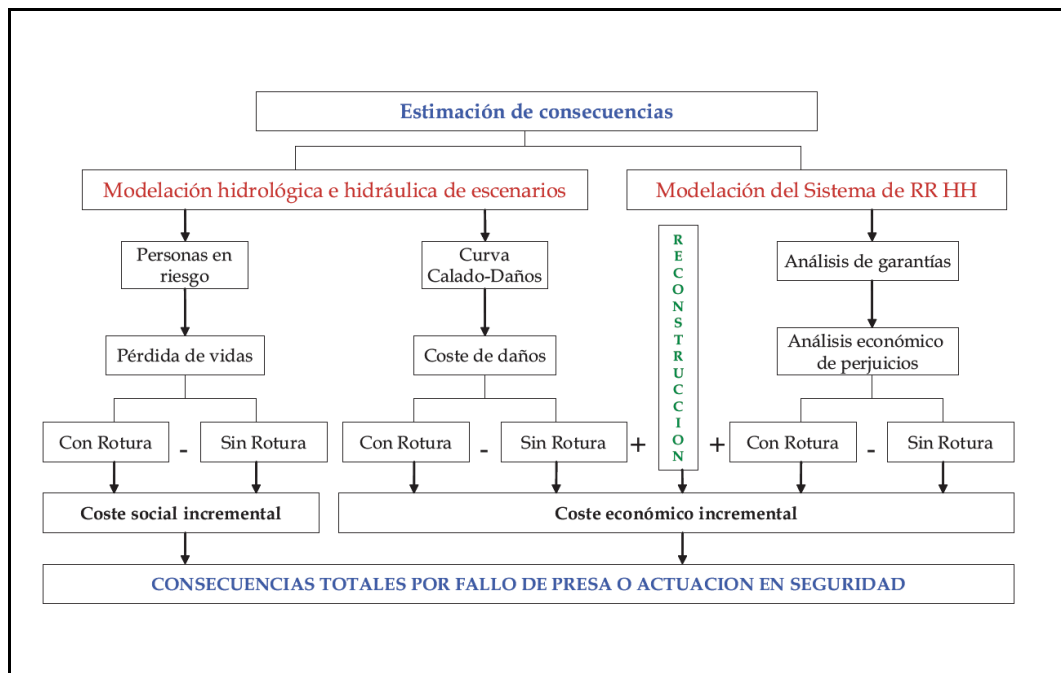 Estimación de consecuencias
Modelación hidrológica e hidráulica de escenarios
Modelación del Sistema de RR HH
Personas en
riesgo
Curva
Calado-Daños
RECONSTRUCCION
Análisis de garantías
Pérdida de vidas
Coste de daños
Análisis económico
de perjuicios
Con Rotura
-
Sin Rotura
Con Rotura
-
Sin Rotura
+
+
Con Rotura
-
Sin Rotura
Coste social incremental
Coste económico incremental
CONSECUENCIAS TOTALES POR FALLO DE PRESA O ACTUACION EN SEGURIDAD